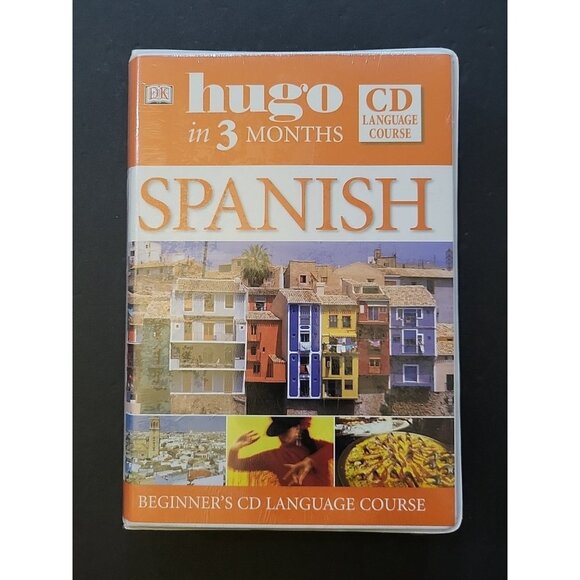 DK
hugo
in 3 MONTHS
CD
LANGUAGE
COURSE
SPANISH
BEGINNER'S CD LANGUAGE COURSE